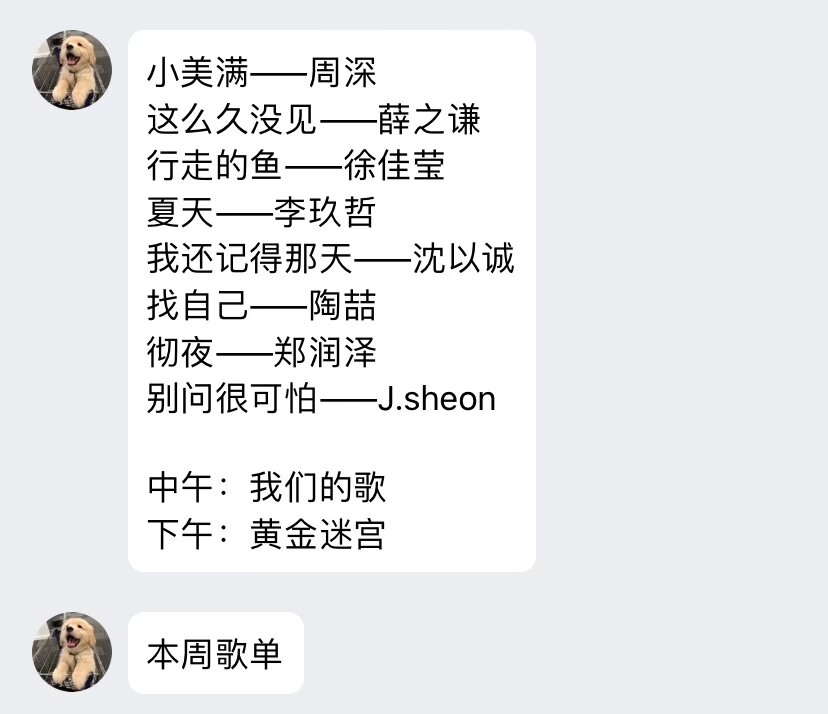 小美满——周深
这么久没见——薛之谦
行走的鱼——徐佳莹
夏天——李玖哲
我还记得那天——沈以诚
找自己——陶喆
彻夜——郑润泽
别问很可怕——J.sheon
中午：我们的歌
下午：黄金迷宫
本周歌单